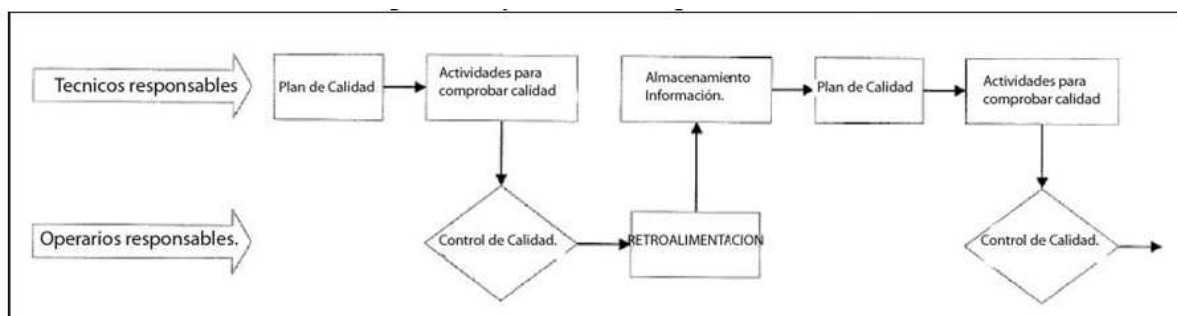 Tecnicos responsables
Plan de Calidad
Actividades para
comprobar calidad
Almacenamiento
Información.
Plan de Calidad
Actividades para
comprobar calidad
Operarios responsables.
Control de Calidad.
RETROALIMENTACION
Control de Calidad.